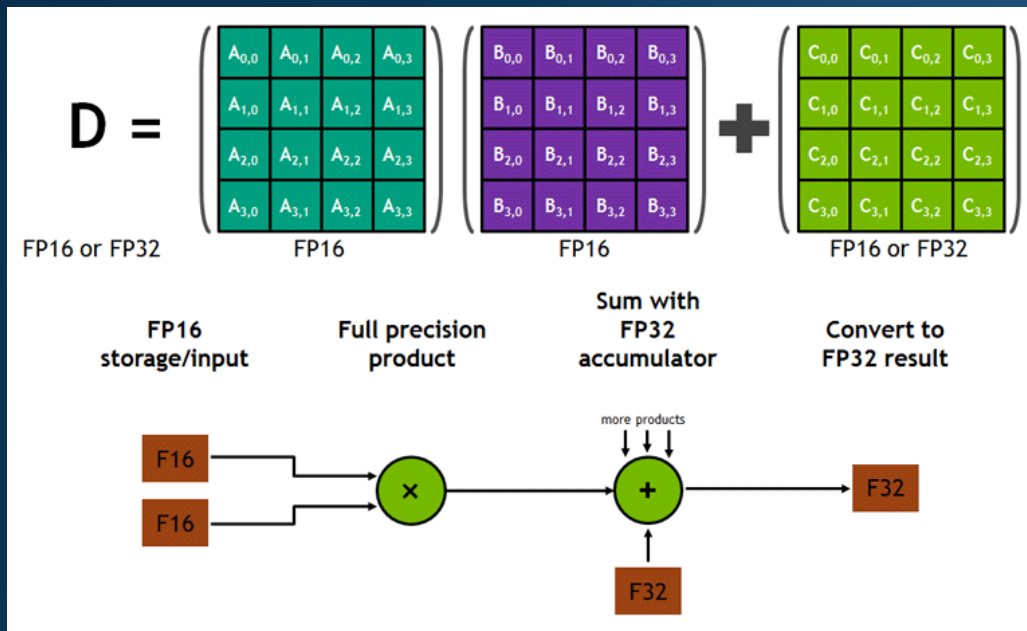 D =
A0,0 A0,1 A0,2 A0,3
A1,0 A1,1 A1,2 A1,3
A2,0 A2,1 A2,2 A2,3
A3,0 A3,1 A3,2 A3,3
B0,0 B0,1 B0,2 B0,3
B1,0 B1,1 B1,2 B1,3
B2,0 B2,1 B2,2 B2,3
B3,0 B3,1 B3,2 B3,3
C0,0 C0,1 C0,2 C0,3
C1,0 C1,1 C1,2 C1,3
C2,0 C2,1 C2,2 C2,3
C3,0 C3,1 C3,2 C3,3
FP16 or FP32
FP16
FP16
FP16 or FP32
FP16
storage/input
Full precision
product
Sum with
FP32
accumulator
Convert to
FP32 result
more products
F16
F16
×
+
F32
F32